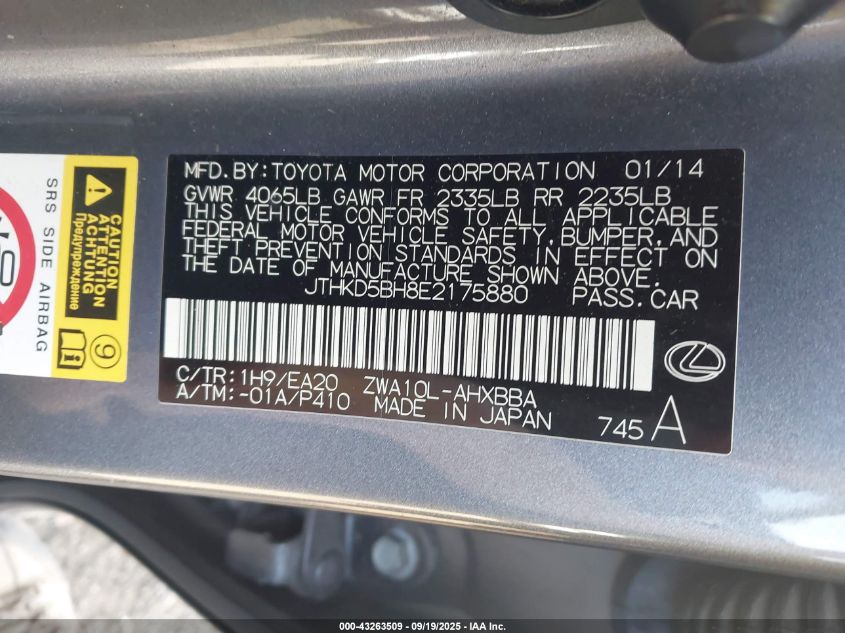 SRS SIDE AIRBAG
WARNING
ACHTUNG
Предупреждение
9
MFD.BY:TOYOTA MOTOR CORPORATION 01/14
GVWR 4065LB GAWR FR 2335LB RR 2235LB
THIS VEHICLE CONFORMS TO ALL APPLICABLE
FEDERAL MOTOR VEHICLE SAFETY,BUMPER,AND
THEFT PREVENTION STANDARDS IN EFFECT ON
THE DATE OF MANUFACTURE SHOWN ABOVE.
JTHKD5BH8E2175880 PASS.CAR
C/TR:1H9/EA20 ZWA10L-AHXBBA
A/TM:-01A/P410 MADE IN JAPAN 745 A
000-43263509 - 09/19/2025 - IAA Inc.